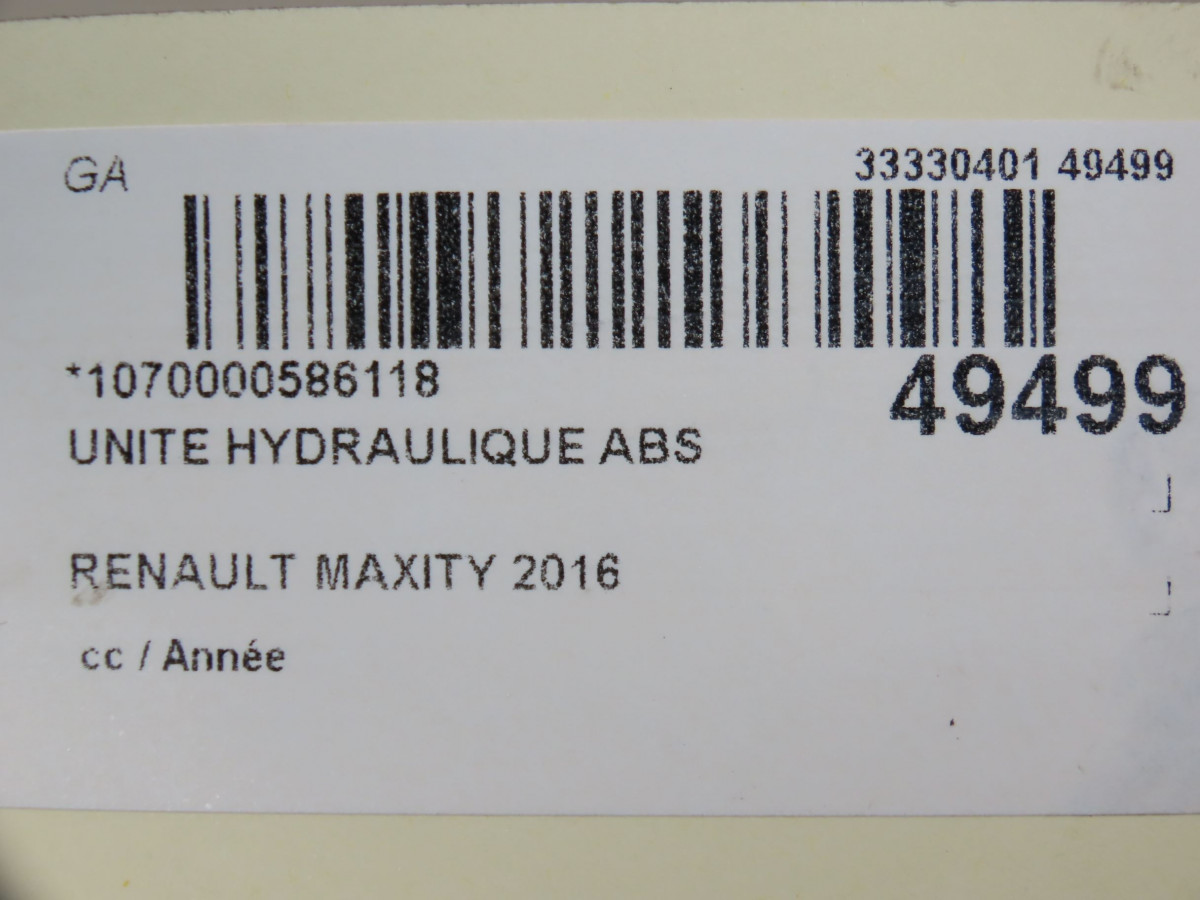 GA
33330401 49499
*1070000586118
49499
UNITE HYDRAULIQUE ABS
RENAULT MAXITY 2016
cc / Année